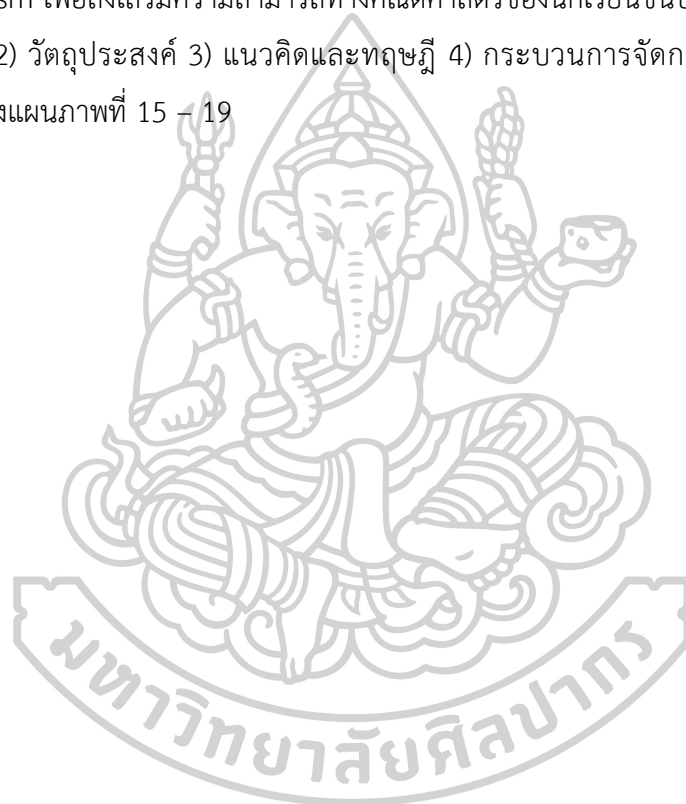 เพื่อส่งเสริมความสามารถทางคณิตศาสตร์ของนักเรียนชั้น
2) วัตถุประสงค์ 3) แนวคิดและทฤษฎี 4) กระบวนการจัดก
งแผนภาพที่ 15 – 19
มหาวิทยาลัยศิลปากร